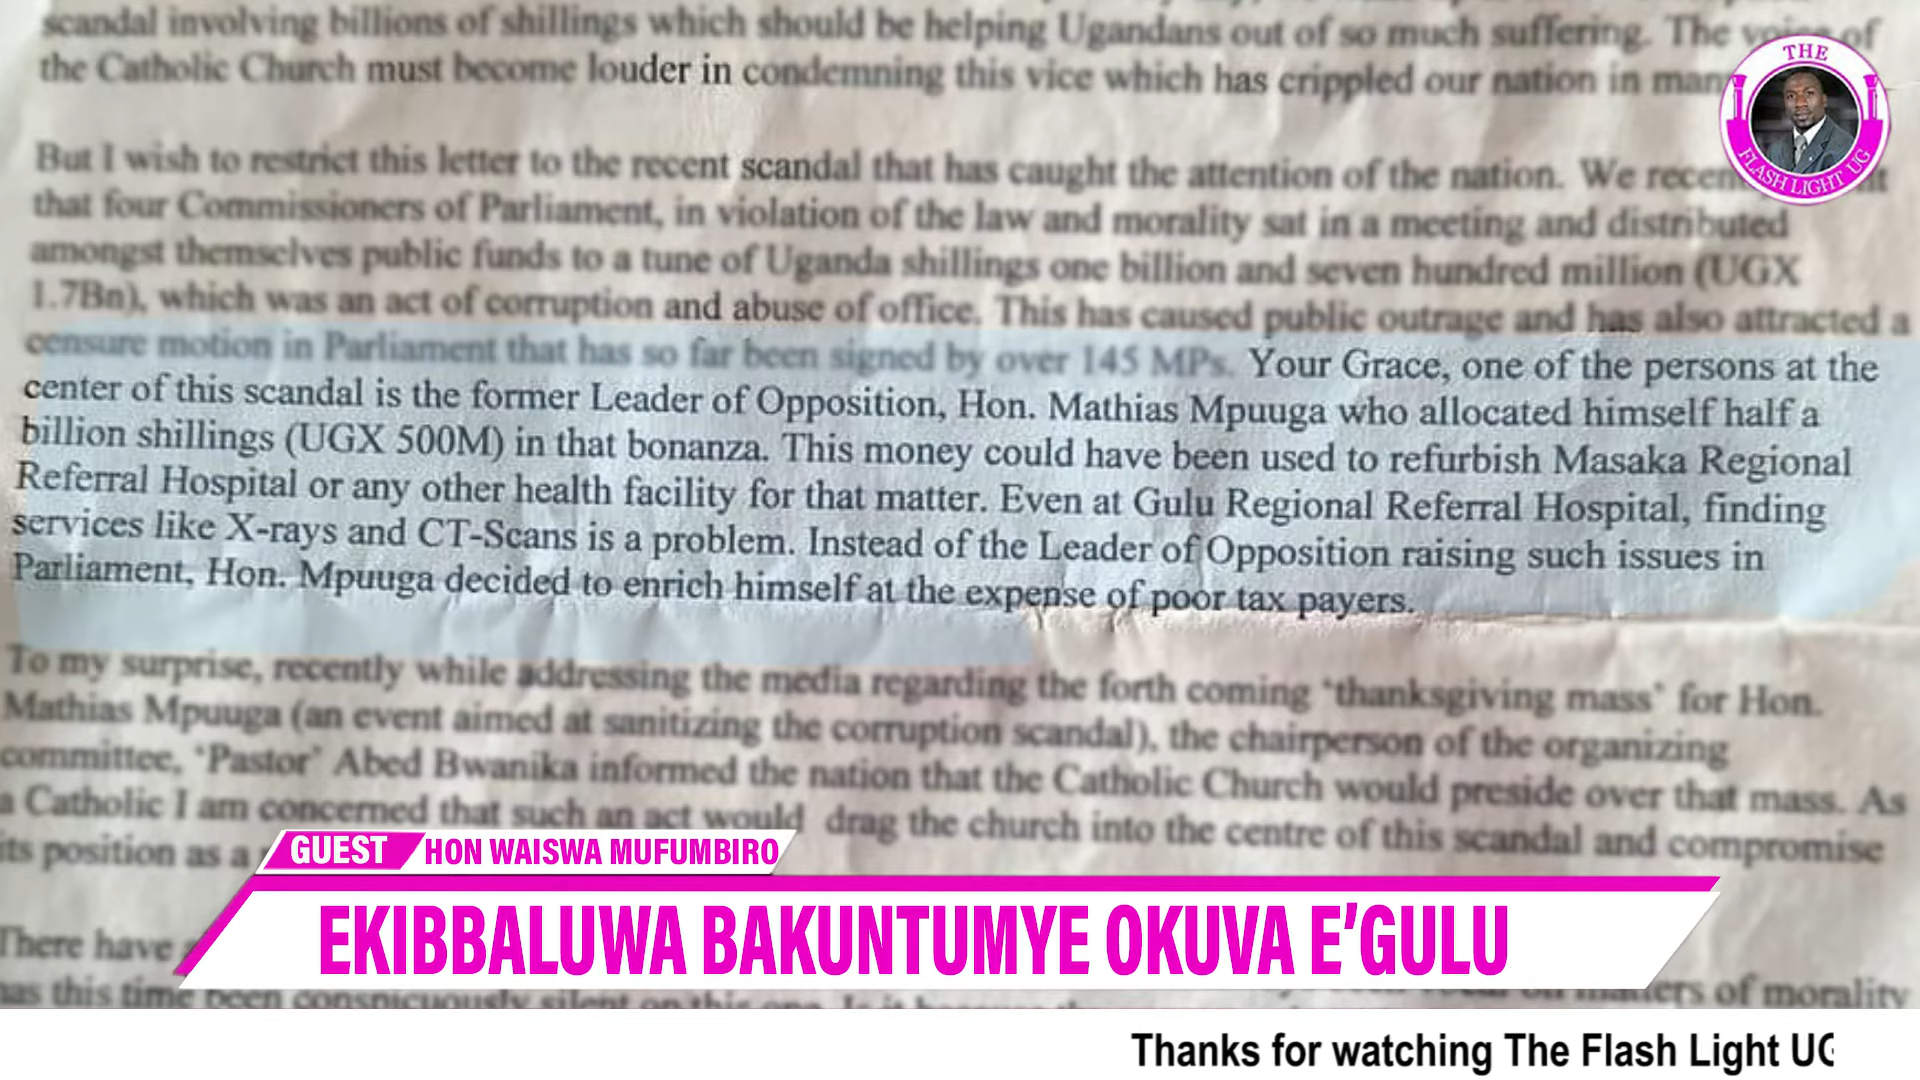 scandal involving billions of shillings which should be helping Ugandans out of so much suffering. The voice of
the Catholic Church must become louder in condemning this vice which has crippled our nation in
THE
FLASH LIGHT UG
But I wish to restrict this letter to the recent scandal that has caught the attention of the nation. We
that four Commissioners of Parliament, in violation of the law and morality sat in a meeting and distributed
amongst themselves public funds to a tune of Uganda shillings one billion and seven hundred million (UGX
1.7Bn), which was an act of corruption and abuse of office. This has caused public outrage and has also attracted a
censure motion in Parliament that has so far been signed by over 145 MPs. Your Grace, one of the persons at the
center of this scandal is the former Leader of Opposition, Hon. Mathias Mpuuga who allocated himself half a
billion shillings (UGX 500M) in that bonanza. This money could have been used to refurbish Masaka Regional
Referral Hospital or any other health facility for that matter. Even at Gulu Regional Referral Hospital, finding
services like X-rays and CT-Scans is a problem. Instead of the Leader of Opposition raising such issues in
Parliament, Hon. Mpuuga decided to enrich himself at the expense of poor tax payers.
To my surprise, recently while addressing the media regarding the forth coming 'thanksgiving mass' for Hon.
Mathias Mpuuga (an event aimed at sanitizing the corruption scandal), the chairperson of the organizing
committee, 'Pastor' Abed Bwanika informed the nation that the Catholic Church would preside over that mass. As
a Catholic I am concerned that such an act would drag the church into the centre of this scandal and compromise
its position as a
GUEST HON WAISWA MUFUMBIRO
EKIBBALUWA BAKUNTUMYE OKUVA E'GULU
There have
has this time been conspicuously silent on this one. Is it because
matters of morality
Thanks for watching The Flash Light UG